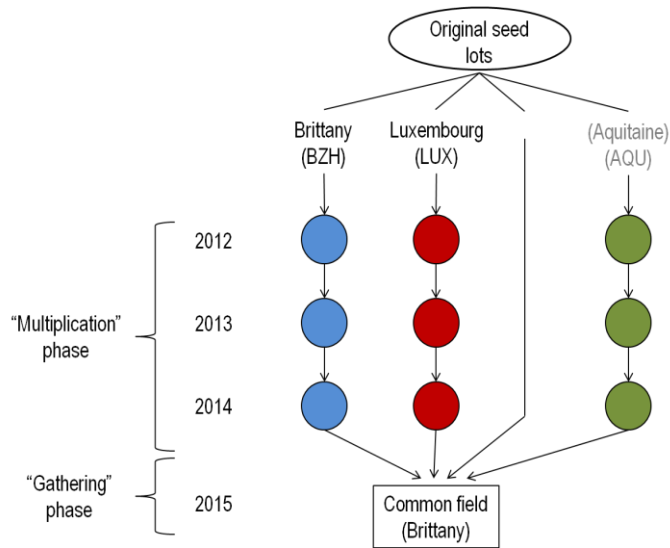 Original seed
lots
Brittany
(BZH)
Luxembourg
(LUX)
(Aquitaine)
(AQU)
2012
“Multiplication”
phase
2013
2014
“Gathering”
phase
2015
Common field
(Brittany)